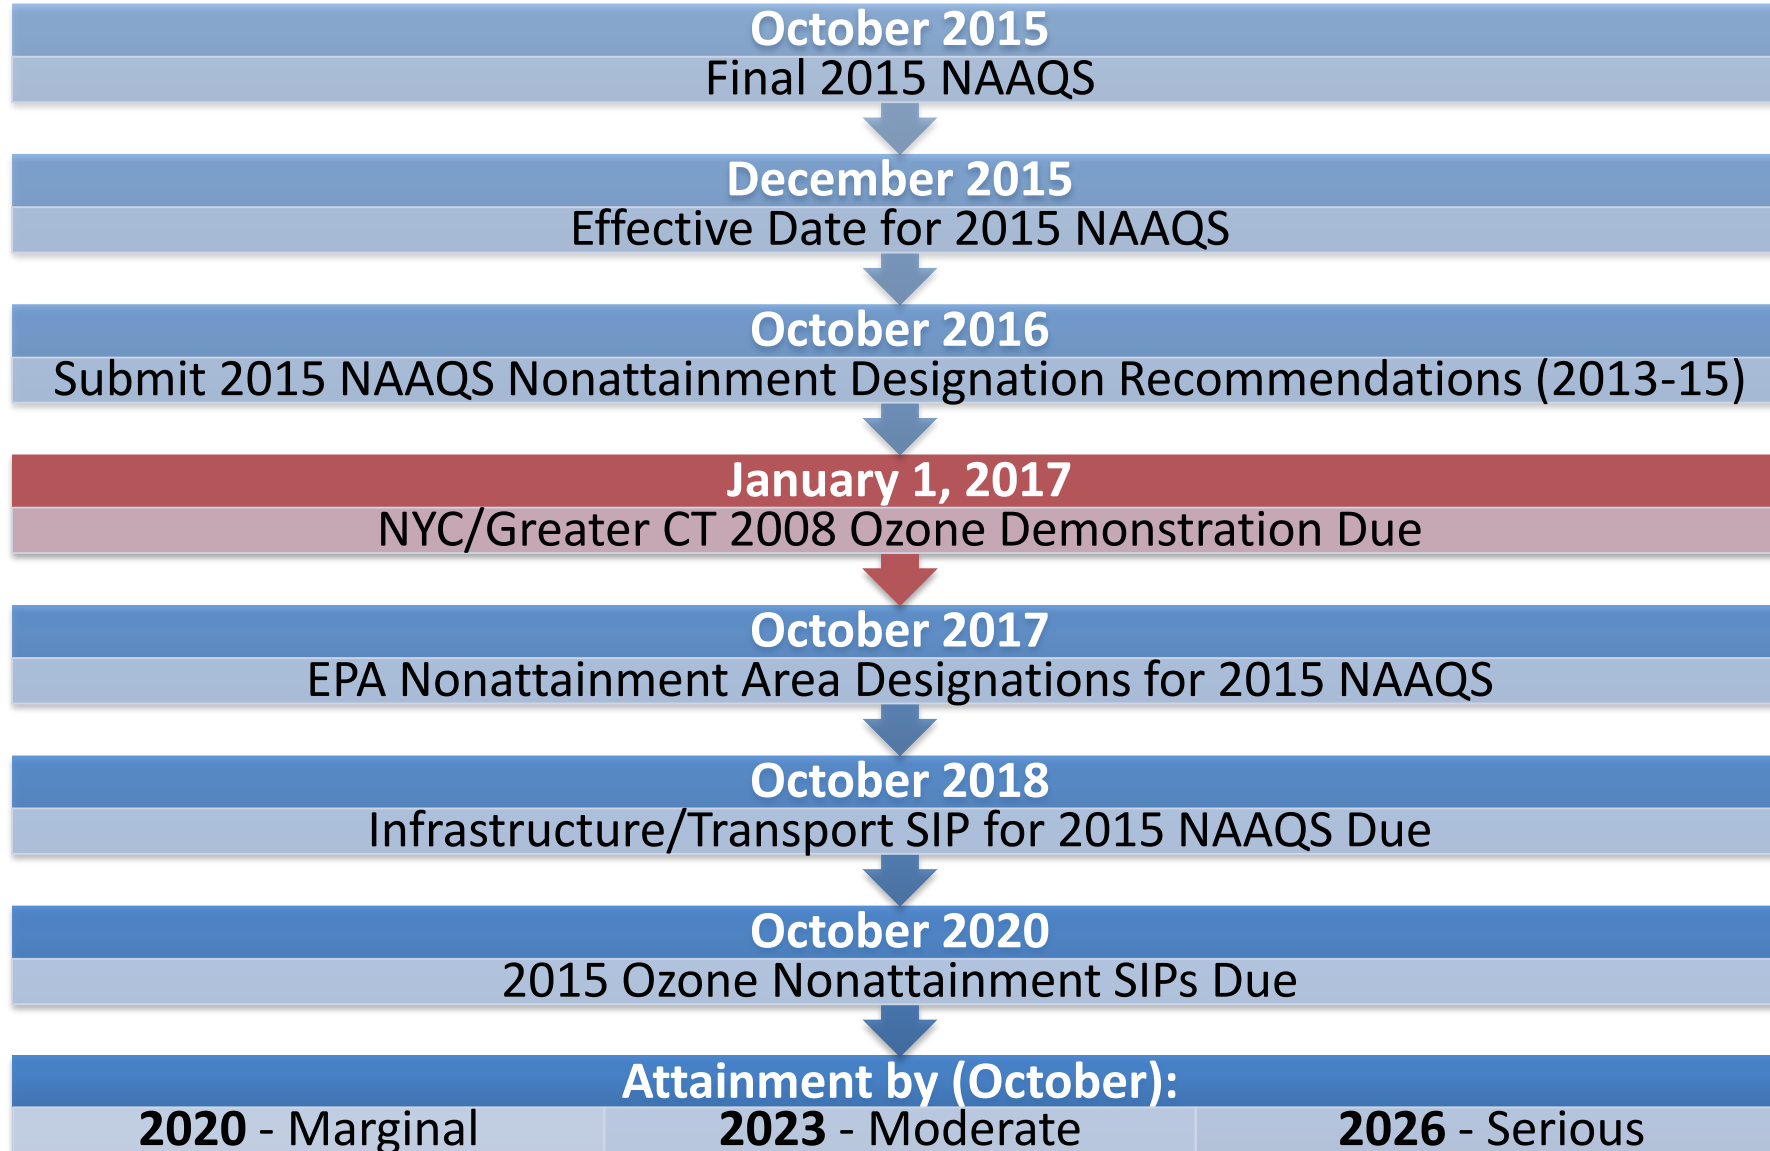 October 2015
Final 2015 NAAQS
December 2015
Effective Date for 2015 NAAQS
October 2016
Submit 2015 NAAQS Nonattainment Designation Recommendations (2013-15)
January 1, 2017
NYC/Greater CT 2008 Ozone Demonstration Due
October 2017
EPA Nonattainment Area Designations for 2015 NAAQS
October 2018
Infrastructure/Transport SIP for 2015 NAAQS Due
October 2020
2015 Ozone Nonattainment SIPs Due
Attainment by (October):
2020 - Marginal 2023 - Moderate 2026 - Serious